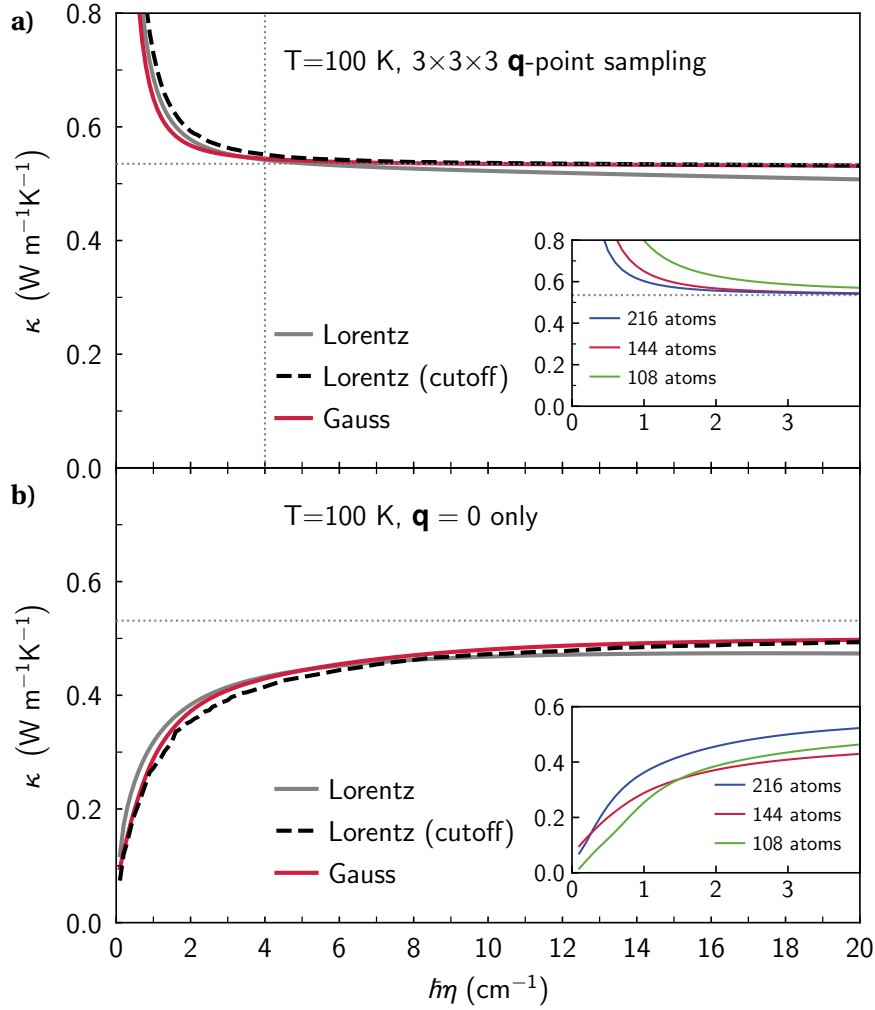 a)
0.8
0.6
0.4
0.2
0.0
κ (W m⁻¹K⁻¹)
T=100 K, 3×3×3 q-point sampling
Lorentz
Lorentz (cutoff)
Gauss
0.8
0.6
0.4
0.2
0.0
216 atoms
144 atoms
108 atoms
0 1 2 3
b)
0.6
0.4
0.2
0.0
κ (W m⁻¹K⁻¹)
T=100 K, q = 0 only
Lorentz
Lorentz (cutoff)
Gauss
0.6
0.4
0.2
0.0
216 atoms
144 atoms
108 atoms
0 1 2 3
0 2 4 6 8 10 12 14 16 18 20
ℏη (cm⁻¹)